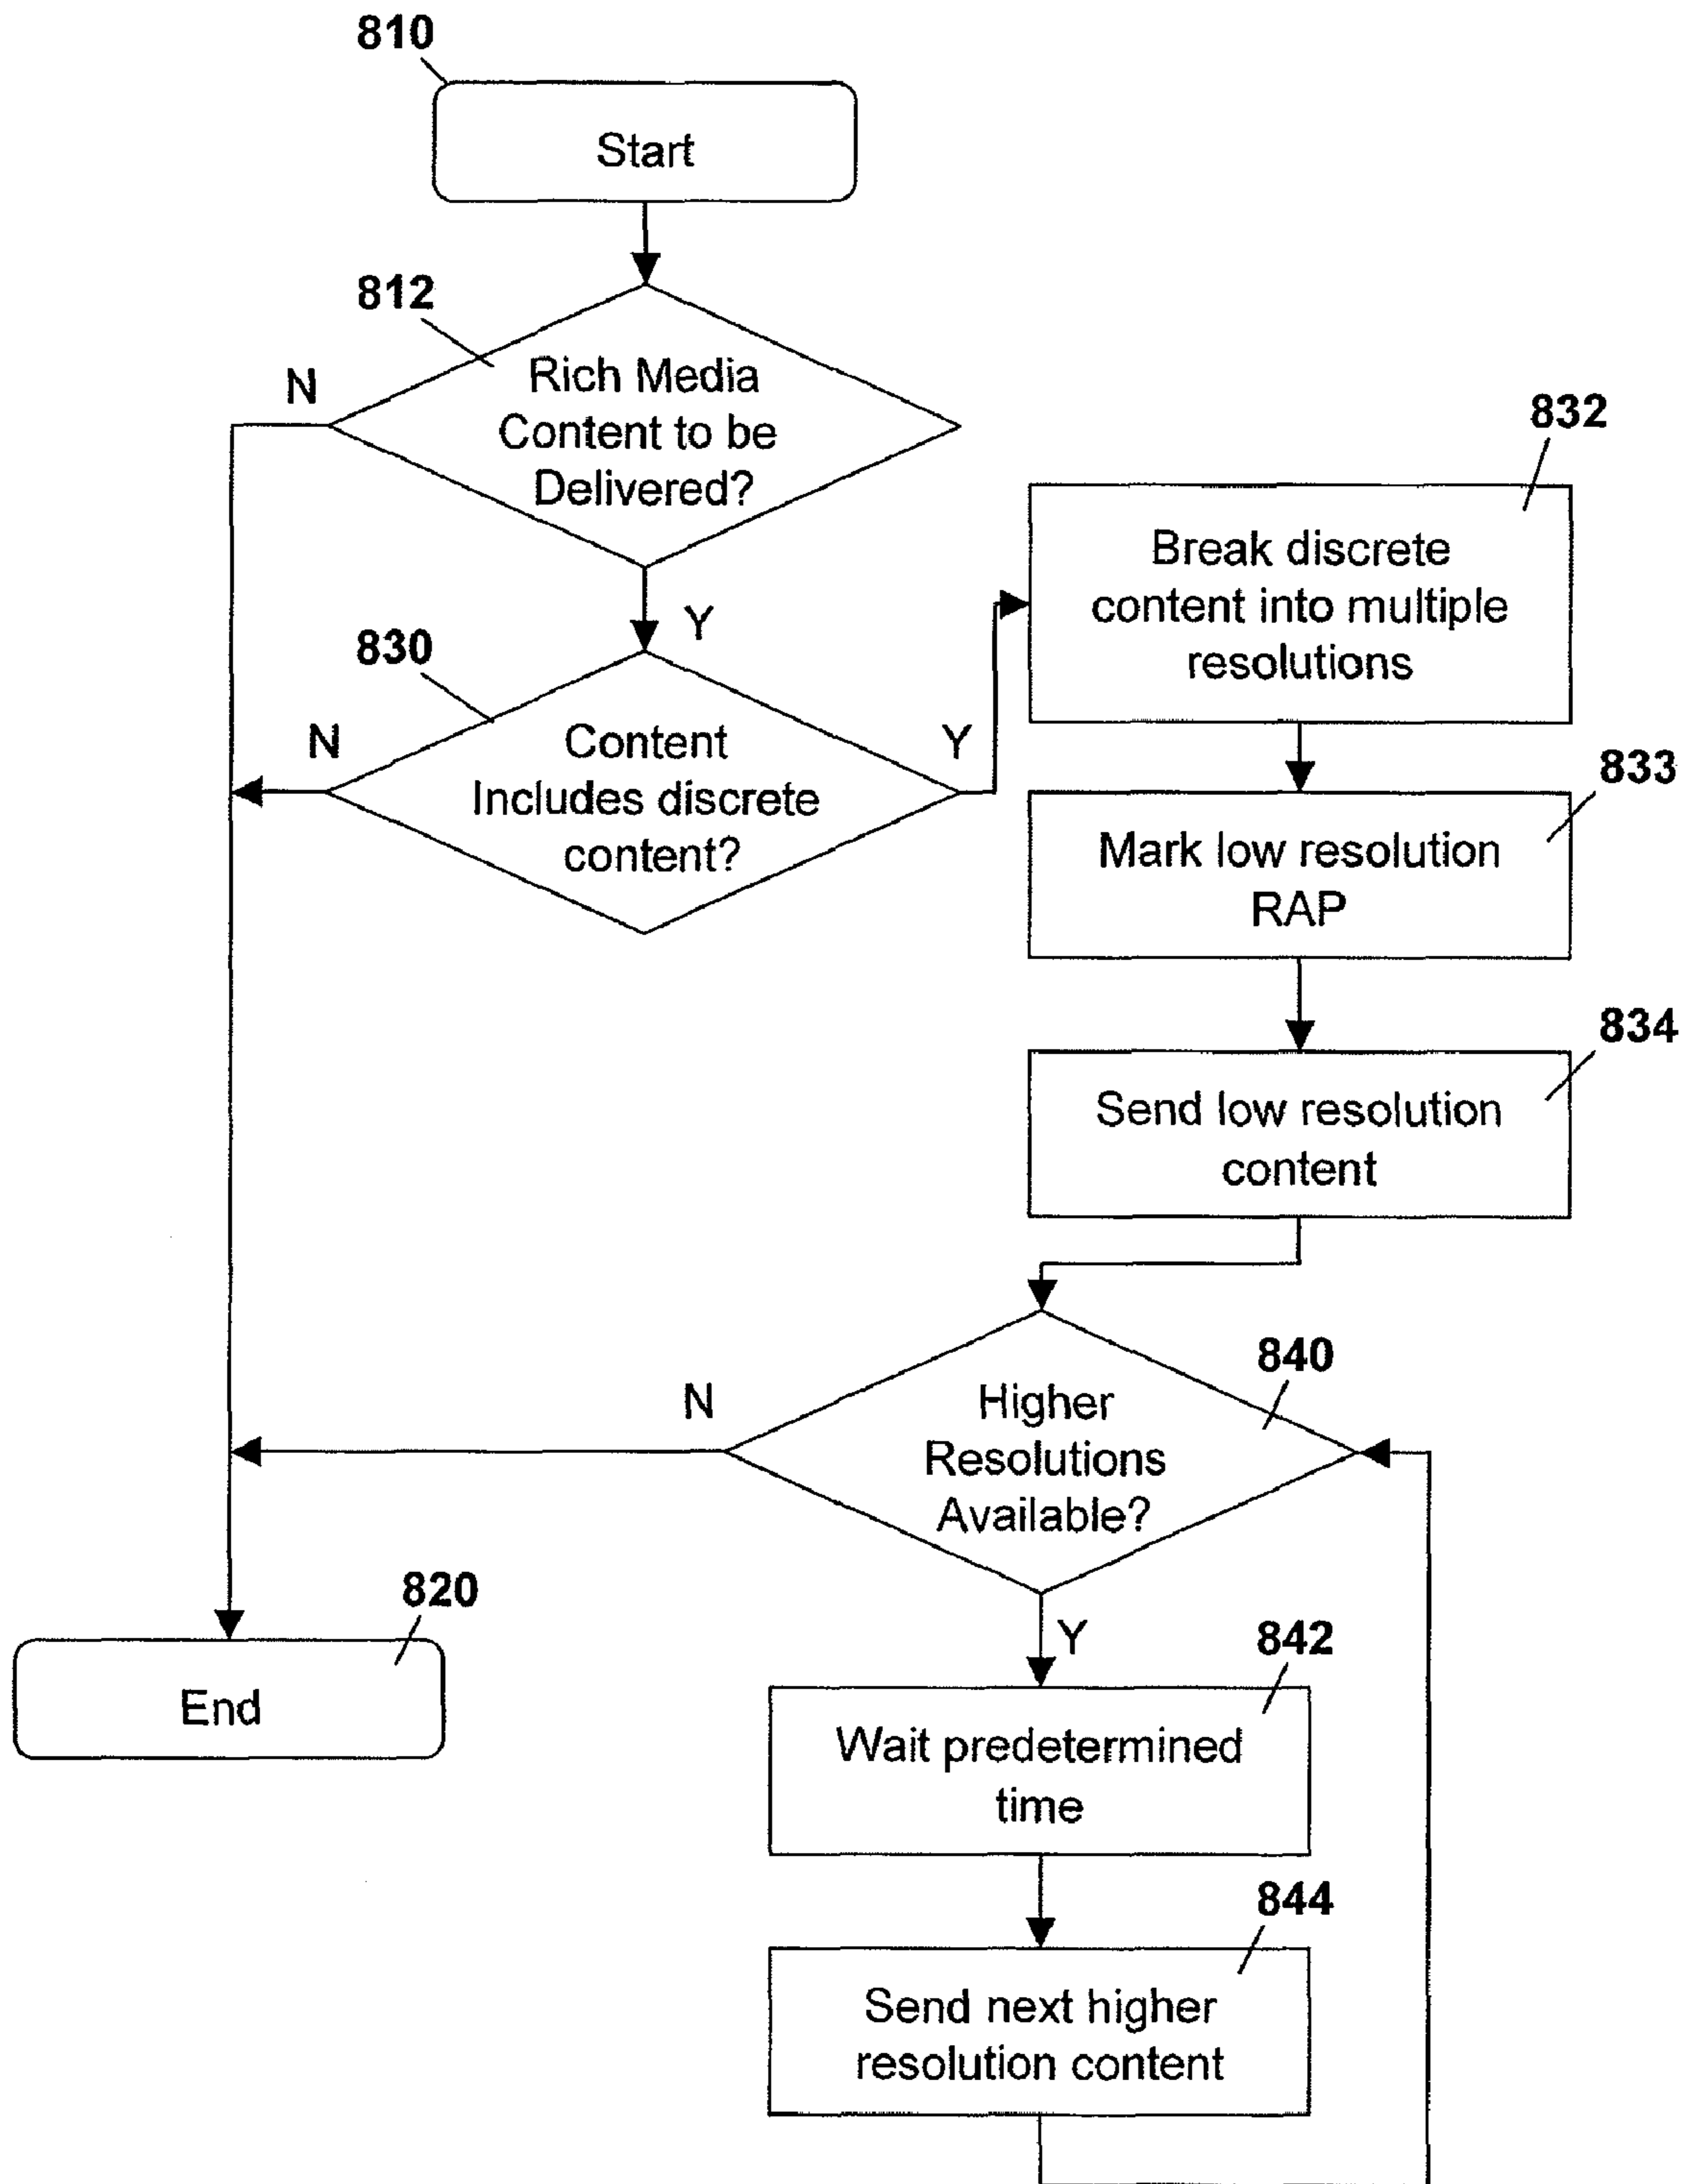 810
Start
812
Rich Media
Content to be
Delivered?
N
Y
830
Content
Includes discrete
content?
N
Y
832
Break discrete
content into multiple
resolutions
833
Mark low resolution
RAP
834
Send low resolution
content
840
Higher
Resolutions
Available?
N
Y
820
End
842
Wait predetermined
time
844
Send next higher
resolution content